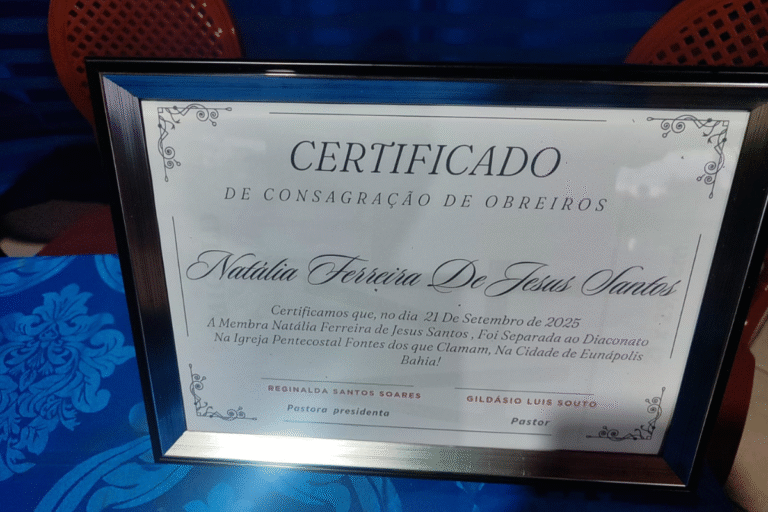 CERTIFICADO
DE CONSAGRAÇÃO DE OBREIROS
Natália Ferreira De Jesus Santos
Certificamos que, no dia 21 De Setembro de 2025
A Membra Natália Ferreira de Jesus Santos , Foi Separada ao Diaconato
Na Igreja Pentecostal Fontes dos que Clamam, Na Cidade de Eunápolis
Bahia!
REGINALDA SANTOS SOARES
Pastora presidenta
GILDÁSIO LUIS SOUTO
Pastor